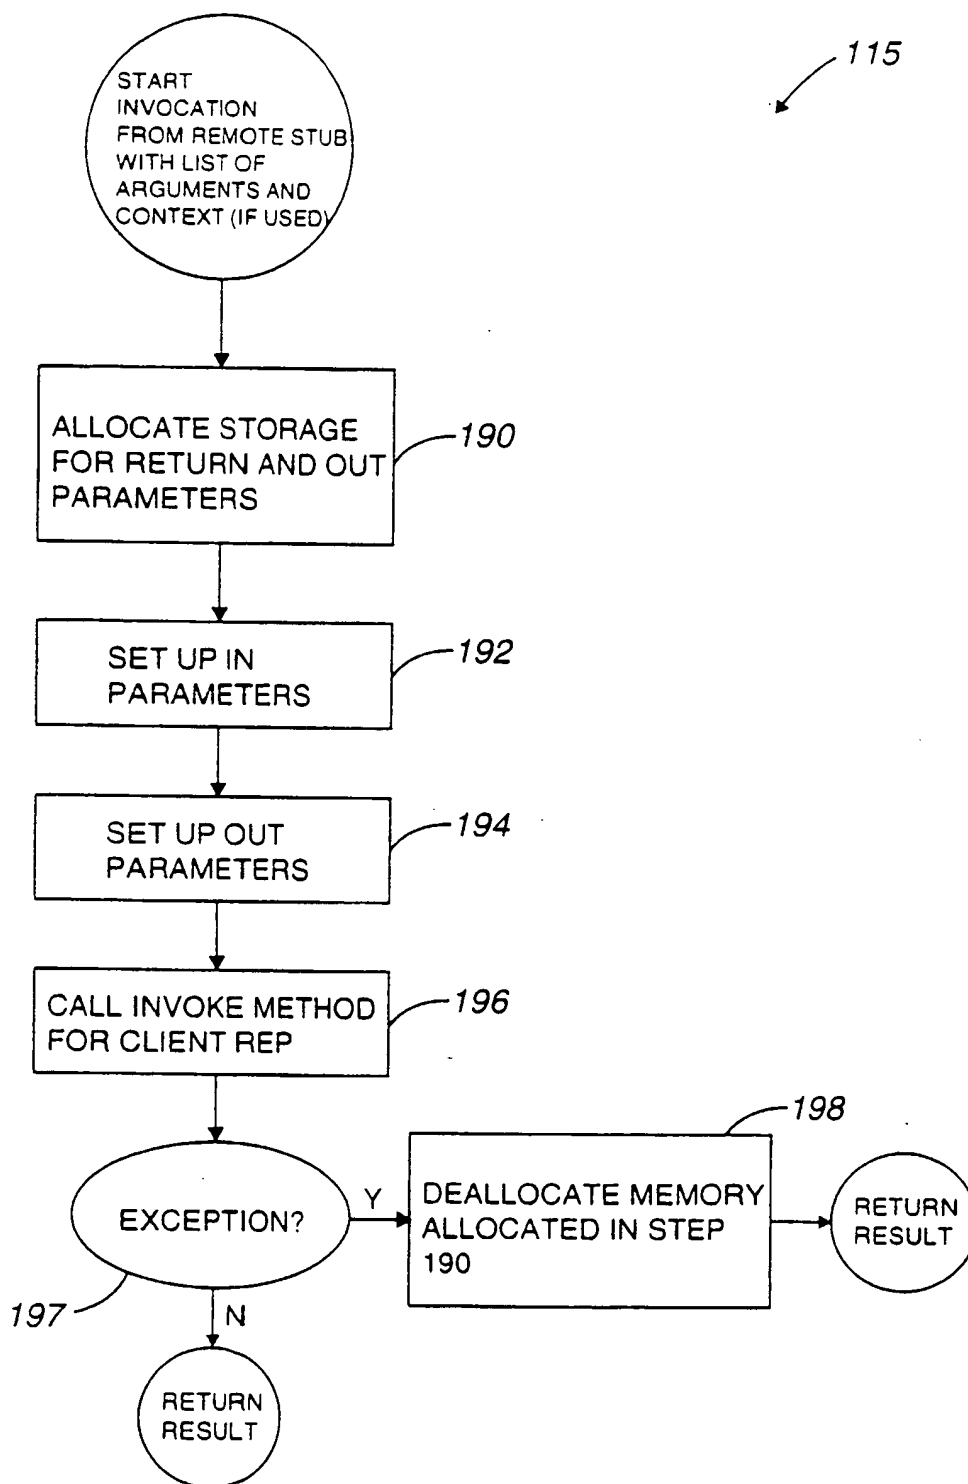 115
START
INVOCATION
FROM REMOTE STUB
WITH LIST OF
ARGUMENTS AND
CONTEXT (IF USED)
ALLOCATE STORAGE
FOR RETURN AND OUT
PARAMETERS
190
SET UP IN
PARAMETERS
192
SET UP OUT
PARAMETERS
194
CALL INVOKE METHOD
FOR CLIENT REP
196
EXCEPTION?
197
Y
N
DEALLOCATE MEMORY
ALLOCATED IN STEP
190
198
RETURN
RESULT
RETURN
RESULT